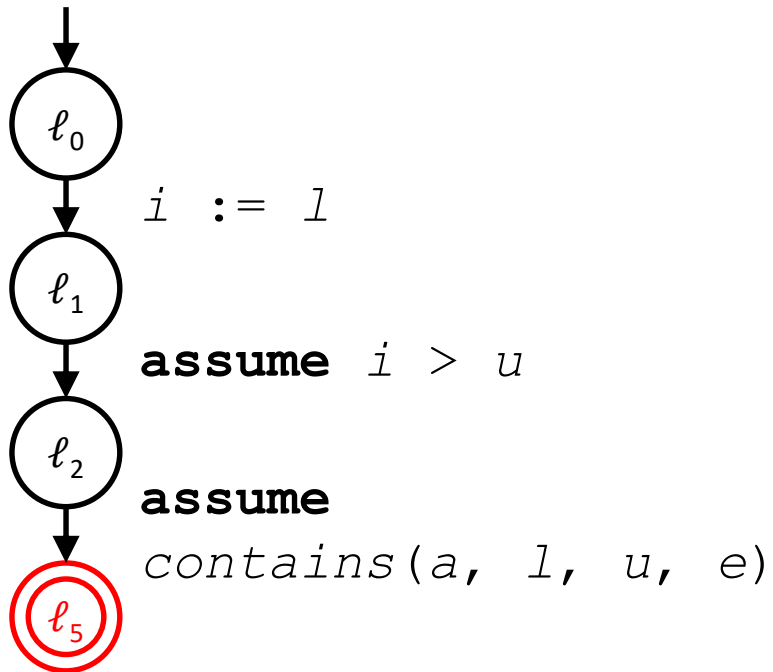 ℓ₀
i := l
ℓ₁
assume i > u
ℓ₂
assume
contains(a, l, u, e)
ℓ₅